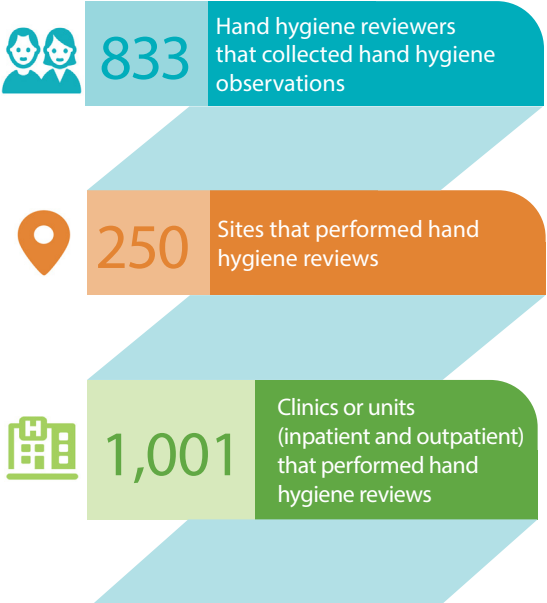 833
Hand hygiene reviewers
that collected hand hygiene
observations
250
Sites that performed hand
hygiene reviews
H
1,001
Clinics or units
(inpatient and outpatient)
that performed hand
hygiene reviews